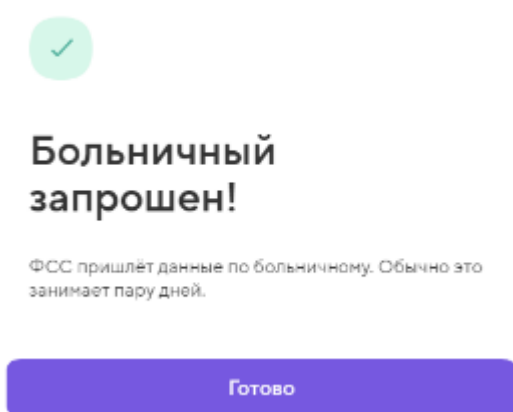 Больничный
запрошен!
ФСС пришлёт данные по больничному. Обычно это
занимает пару дней.
Готово